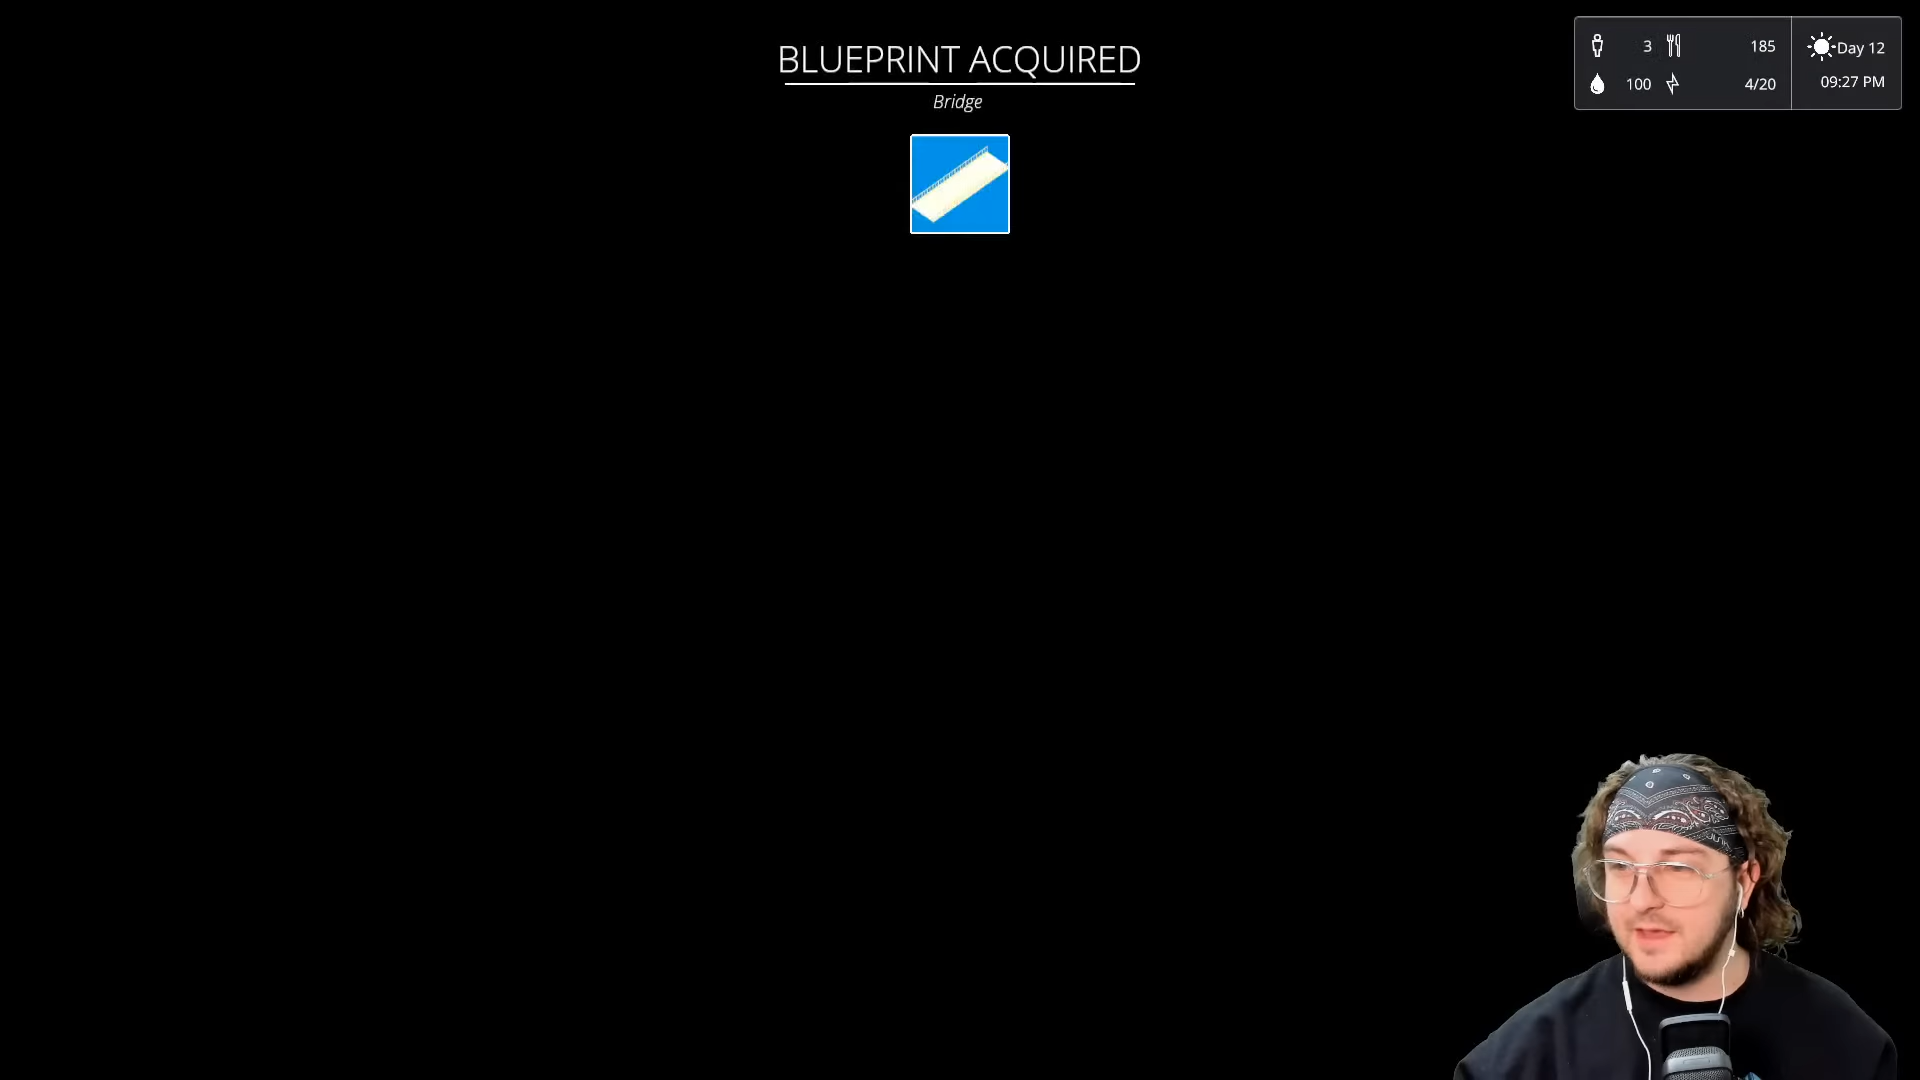 BLUEPRINT ACQUIRED
Bridge
3 185
100 4/20
Day 12
09:27 PM